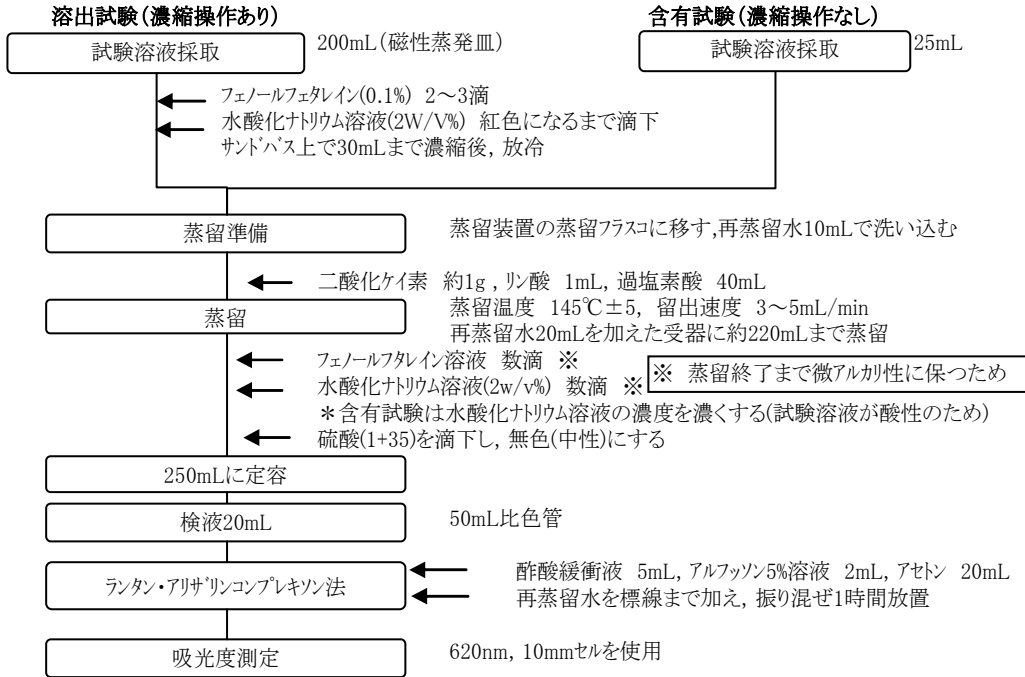 溶出試験(濃縮操作あり)
含有試験(濃縮操作なし)
試験溶液採取
200mL(磁性蒸発皿)
試験溶液採取
25mL
フェノールフェタレイン(0.1%) 2～3滴
水酸化ナトリウム溶液(2W/V%) 紅色になるまで滴下
サンドバス上で30mLまで濃縮後, 放冷
蒸留準備
蒸留装置の蒸留フラスコに移す,再蒸留水10mLで洗い込む
二酸化ケイ素 約1g , リン酸 1mL, 過塩素酸 40mL
蒸留
蒸留温度 145℃±5, 留出速度 3～5mL/min
再蒸留水20mLを加えた受器に約220mLまで蒸留
フェノールフタレイン溶液 数滴 ※
水酸化ナトリウム溶液(2w/v%) 数滴 ※
※ 蒸留終了まで微アルカリ性に保つため
＊含有試験は水酸化ナトリウム溶液の濃度を濃くする(試験溶液が酸性のため)
硫酸(1+35)を滴下し, 無色(中性)にする
250mLに定容
検液20mL
50mL比色管
ランタン・アリザリンコンプレキソン法
酢酸緩衝液 5mL, アルフッソン5%溶液 2mL, アセトン 20mL
再蒸留水を標線まで加え, 振り混ぜ1時間放置
吸光度測定
620nm, 10mmセルを使用